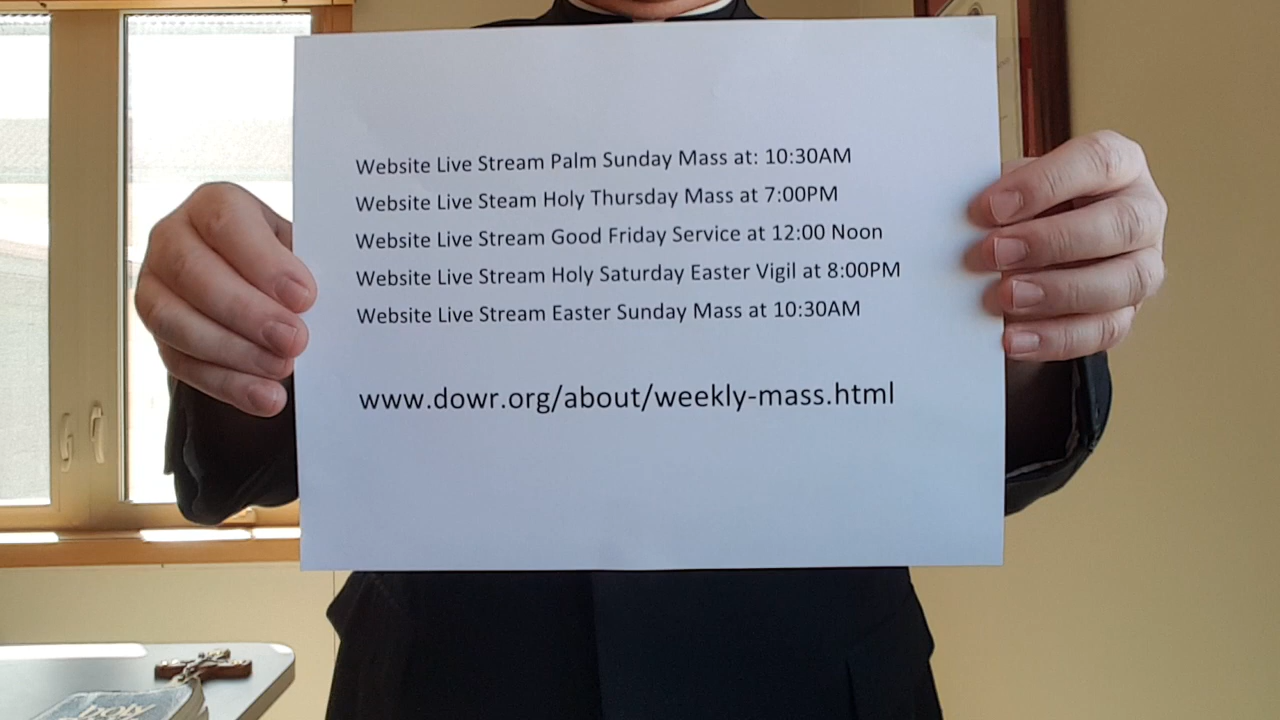 Website Live Stream Palm Sunday Mass at: 10:30AM
Website Live Steam Holy Thursday Mass at 7:00PM
Website Live Stream Good Friday Service at 12:00 Noon
Website Live Stream Holy Saturday Easter Vigil at 8:00PM
Website Live Stream Easter Sunday Mass at 10:30AM
www.dowr.org/about/weekly-mass.html
holy